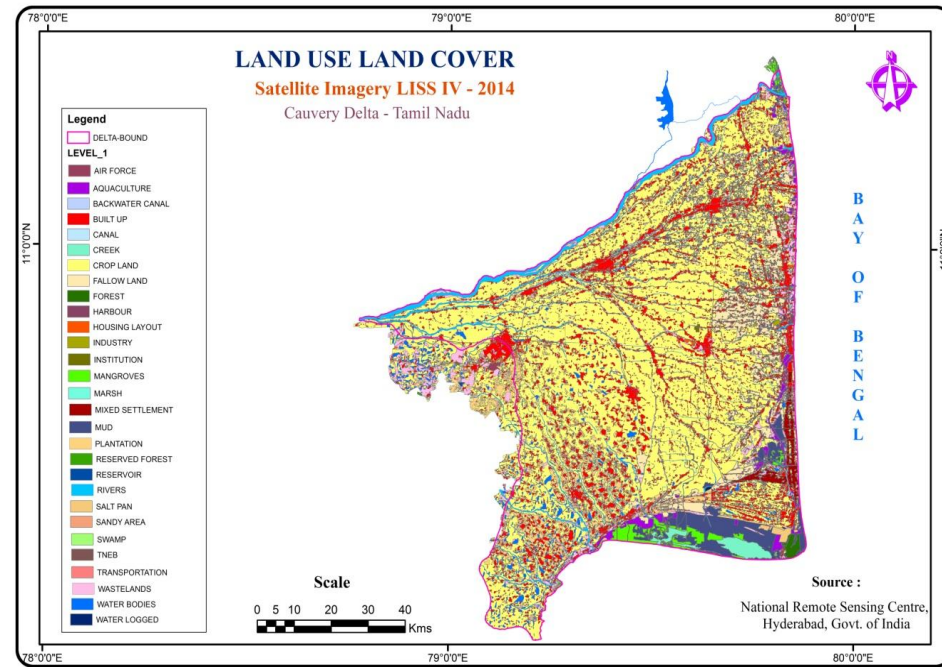 78°0'0"E
79°0'0"E
80°0'0"E
LAND USE LAND COVER
Satellite Imagery LISS IV - 2014
Cauvery Delta - Tamil Nadu
N
Legend
DELTA-BOUND
LEVEL_1
AIR FORCE
AQUACULTURE
BACKWATER CANAL
BUILT UP
CANAL
CREEK
CROP LAND
FALLOW LAND
FOREST
HARBOUR
HOUSING LAYOUT
INDUSTRY
INSTITUTION
MANGROVES
MARSH
MIXED SETTLEMENT
MUD
PLANTATION
RESERVED FOREST
RESERVOIR
RIVERS
SALT PAN
SANDY AREA
SWAMP
TNEB
TRANSPORTATION
WASTELANDS
WATER BODIES
WATER LOGGED
11°0'0"N
BAY OF BENGAL
Scale
0 5 10 20 30 40
Kms
Source :
National Remote Sensing Centre,
Hyderabad, Govt. of India
78°0'0"E
79°0'0"E
80°0'0"E